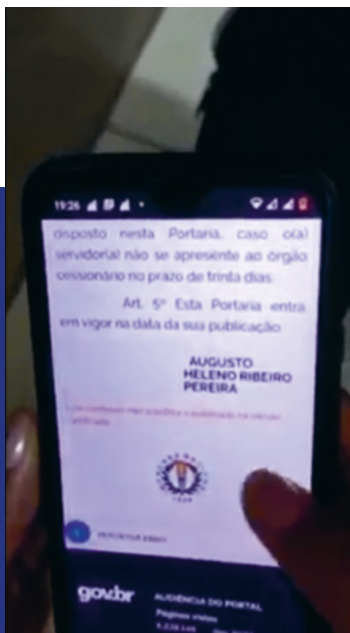 19:26
disposto nesta Portaria, caso o(a)
servidor(a) não se apresente ao órgão
cessionário no prazo de trinta dias.
Art. 5º Esta Portaria entra
em vigor na data da sua publicação.
AUGUSTO
HELENO RIBEIRO
PEREIRA
REPORTAR ERRO
gov.br
AUDIÊNCIA DO PORTAL
Páginas vistas